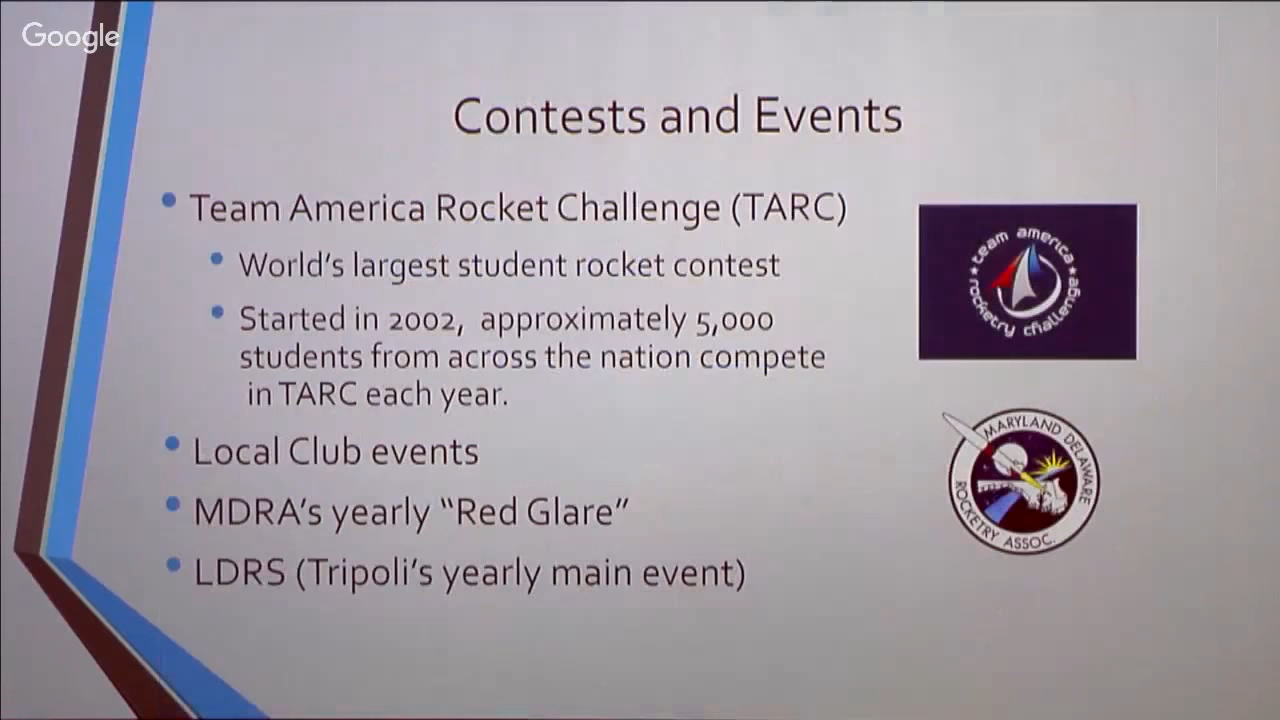 Google
Contests and Events
• Team America Rocket Challenge (TARC)
• World's largest student rocket contest
• Started in 2002, approximately 5,000
students from across the nation compete
in TARC each year.
team america
rocketry challenge
• Local Club events
MARYLAND DELAWARE
ROCKETRY ASSOC.
• MDRA's yearly “Red Glare”
• LDRS (Tripoli's yearly main event)